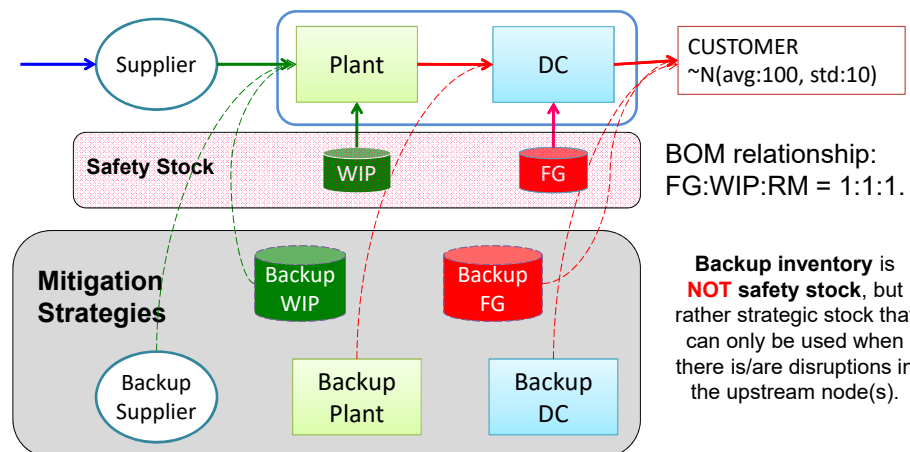 Supplier
Plant
DC
CUSTOMER
~N(avg:100, std:10)
Safety Stock
WIP
FG
BOM relationship:
FG:WIP:RM = 1:1:1.
Mitigation
Strategies
Backup
WIP
Backup
FG
Backup
Supplier
Backup
Plant
Backup
DC
Backup inventory is
NOT safety stock, but
rather strategic stock that
can only be used when
there is/are disruptions in
the upstream node(s).